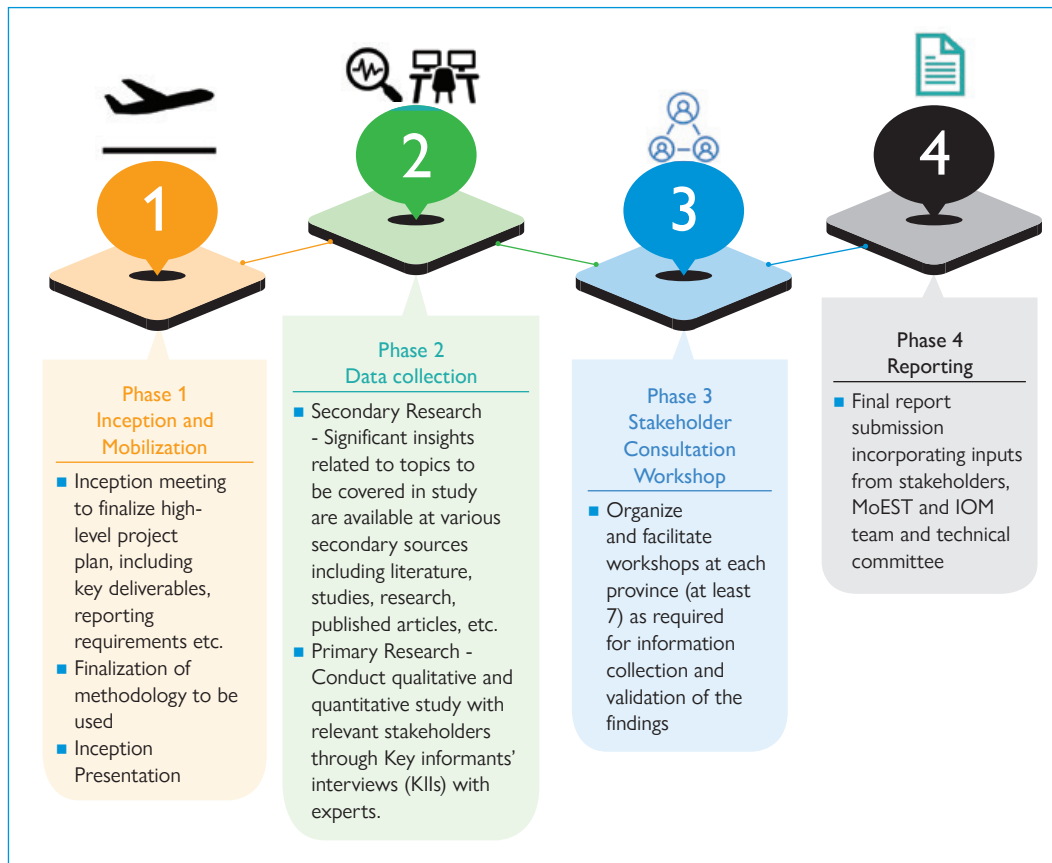 1
2
3
4
Phase 1
Inception and
Mobilization
Inception meeting
to finalize high-
level project
plan, including
key deliverables,
reporting
requirements etc.
Finalization of
methodology to be
used
Inception
Presentation
Phase 2
Data collection
Secondary Research
- Significant insights
related to topics to
be covered in study
are available at various
secondary sources
including literature,
studies, research,
published articles, etc.
Primary Research -
Conduct qualitative and
quantitative study with
relevant stakeholders
through Key informants’
interviews (KIIs) with
experts.
Phase 3
Stakeholder
Consultation
Workshop
Organize
and facilitate
workshops at each
province (at least
7) as required
for information
collection and
validation of the
findings
Phase 4
Reporting
Final report
submission
incorporating inputs
from stakeholders,
MoEST and IOM
team and technical
committee